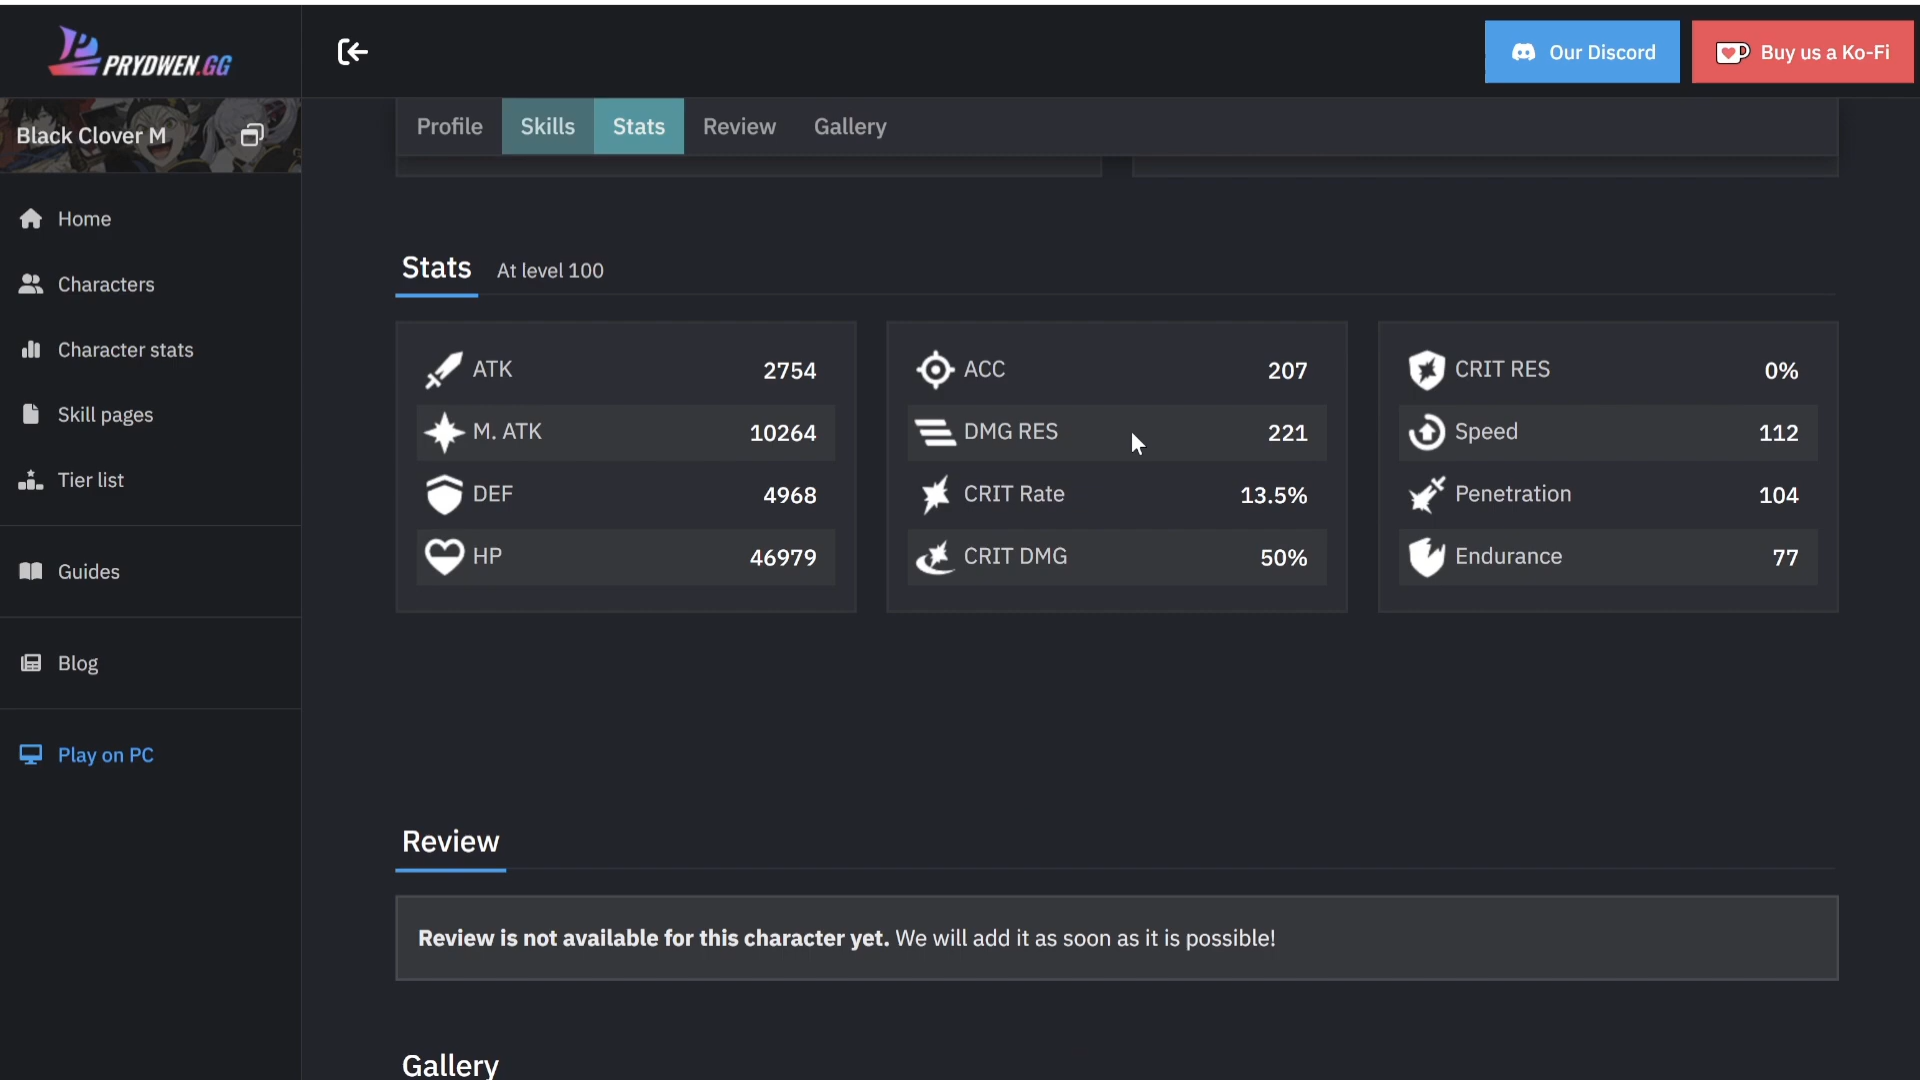 PRYDWEN.GG
Our Discord
Buy us a Ko-Fi
Black Clover M
Profile Skills Stats Review Gallery
Home
Characters
Character stats
Skill pages
Tier list
Guides
Blog
Play on PC
Stats At level 100
ATK 2754
M. ATK 10264
DEF 4968
HP 46979
ACC 207
DMG RES 221
CRIT Rate 13.5%
CRIT DMG 50%
CRIT RES 0%
Speed 112
Penetration 104
Endurance 77
Review
Review is not available for this character yet. We will add it as soon as it is possible!
Gallery